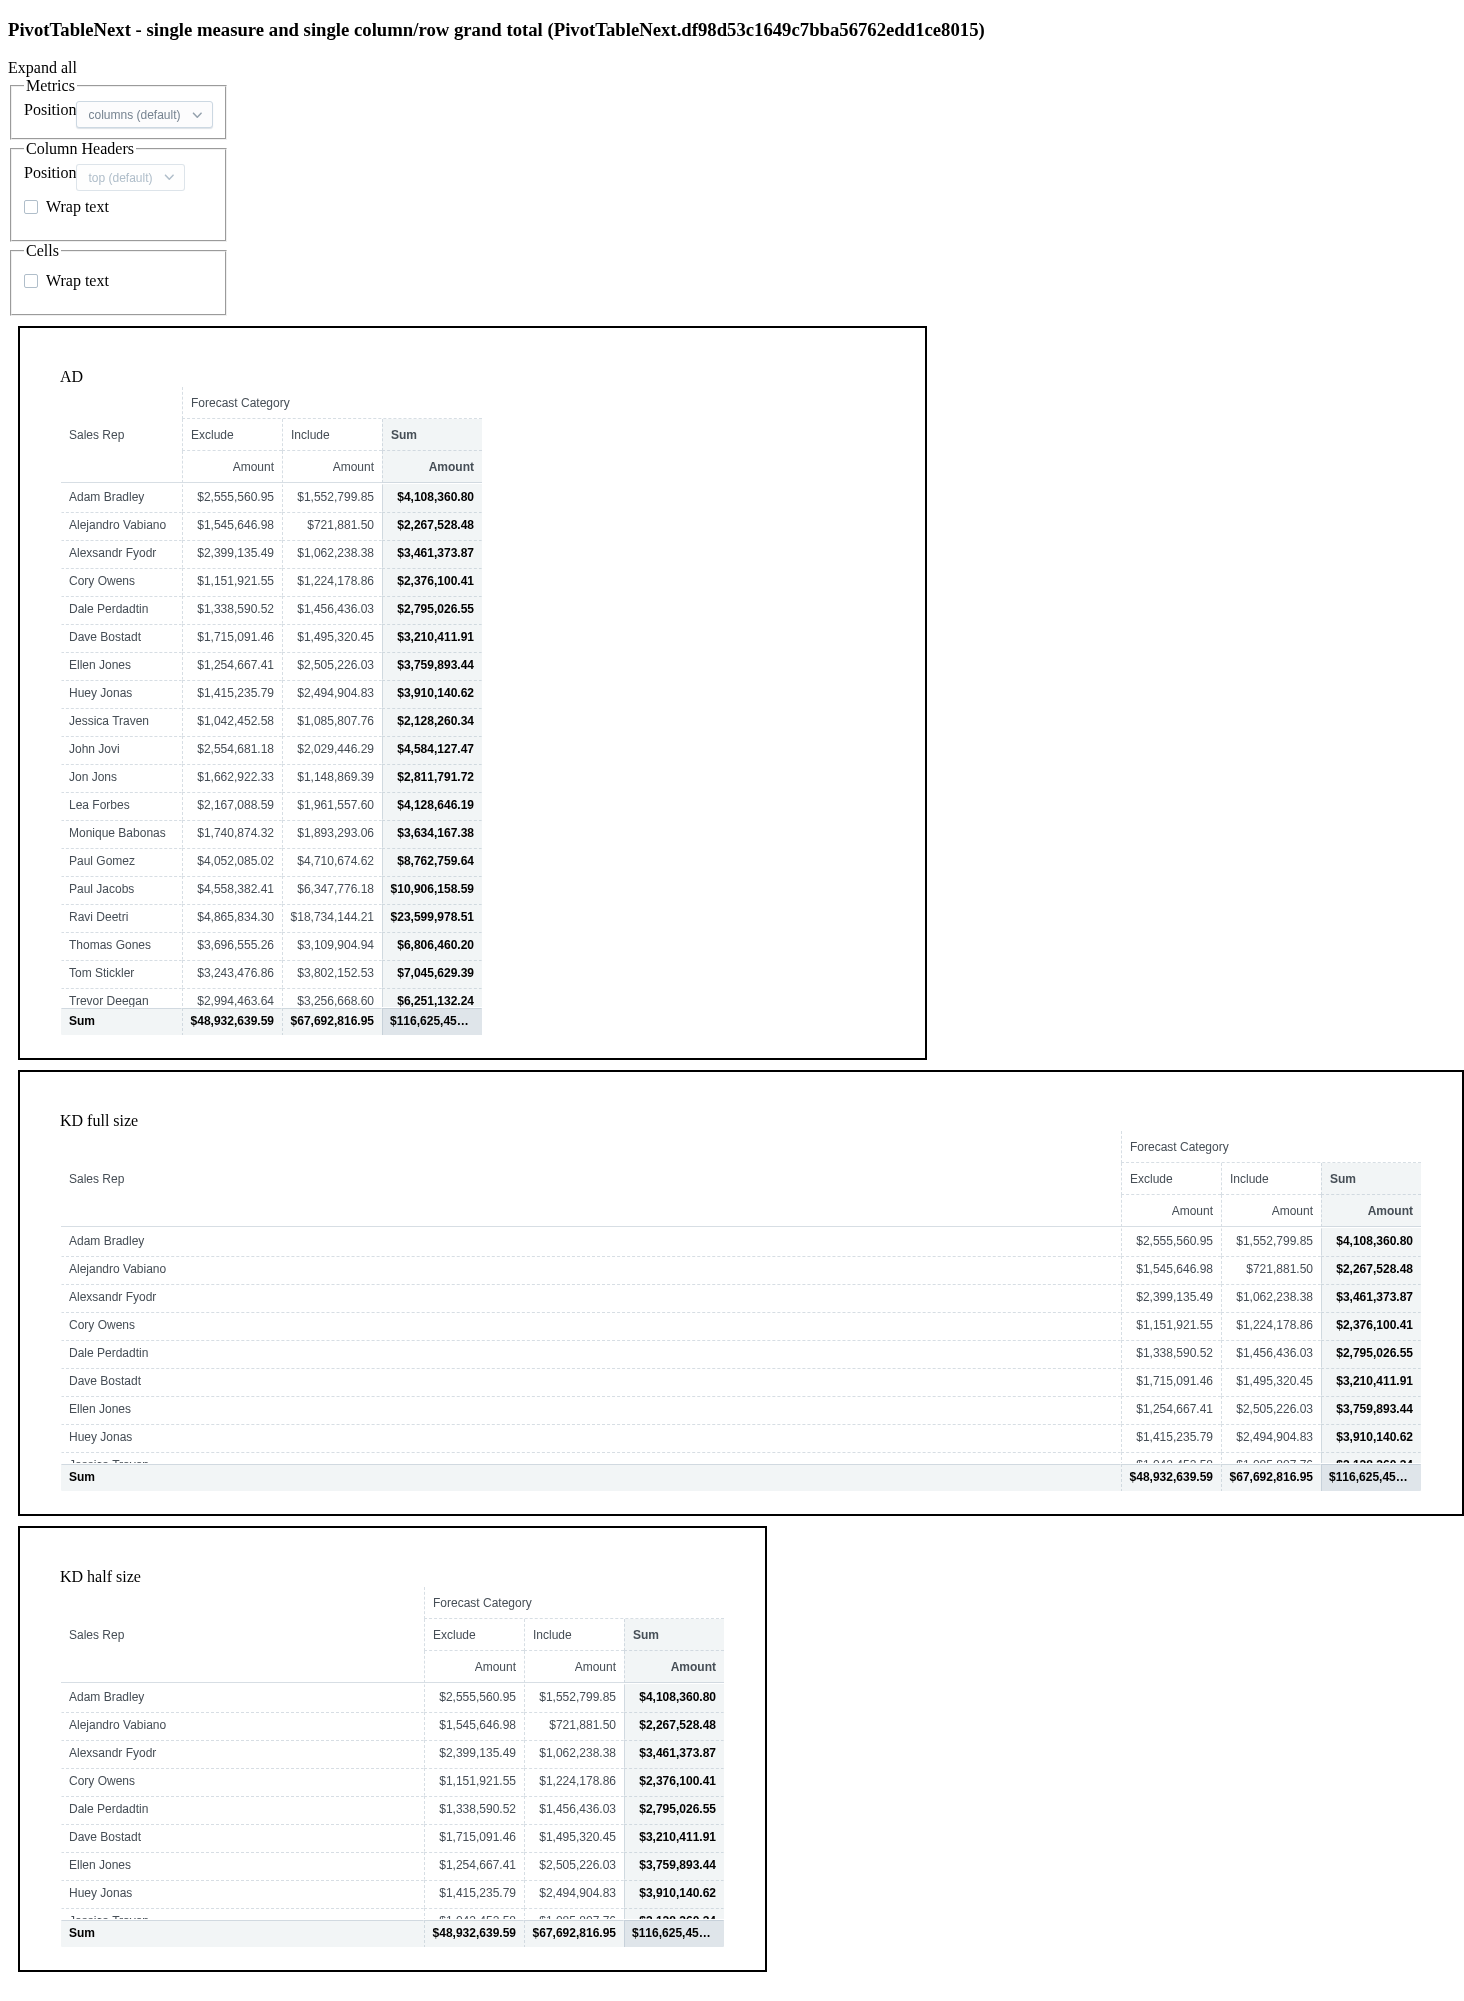 PivotTableNext - single measure and single column/row grand total (PivotTableNext.df98d53c1649c7bba56762edd1ce8015)
Expand all
Metrics
Position columns (default)
Column Headers
Position top (default)
Wrap text
Cells
Wrap text
AD
Forecast Category
Sales Rep Exclude Include Sum
Amount Amount Amount
Adam Bradley $2,555,560.95 $1,552,799.85 $4,108,360.80
Alejandro Vabiano $1,545,646.98 $721,881.50 $2,267,528.48
Alexsandr Fyodr $2,399,135.49 $1,062,238.38 $3,461,373.87
Cory Owens $1,151,921.55 $1,224,178.86 $2,376,100.41
Dale Perdadtin $1,338,590.52 $1,456,436.03 $2,795,026.55
Dave Bostadt $1,715,091.46 $1,495,320.45 $3,210,411.91
Ellen Jones $1,254,667.41 $2,505,226.03 $3,759,893.44
Huey Jonas $1,415,235.79 $2,494,904.83 $3,910,140.62
Jessica Traven $1,042,452.58 $1,085,807.76 $2,128,260.34
John Jovi $2,554,681.18 $2,029,446.29 $4,584,127.47
Jon Jons $1,662,922.33 $1,148,869.39 $2,811,791.72
Lea Forbes $2,167,088.59 $1,961,557.60 $4,128,646.19
Monique Babonas $1,740,874.32 $1,893,293.06 $3,634,167.38
Paul Gomez $4,052,085.02 $4,710,674.62 $8,762,759.64
Paul Jacobs $4,558,382.41 $6,347,776.18 $10,906,158.59
Ravi Deetri $4,865,834.30 $18,734,144.21 $23,599,978.51
Thomas Gones $3,696,555.26 $3,109,904.94 $6,806,460.20
Tom Stickler $3,243,476.86 $3,802,152.53 $7,045,629.39
Trevor Deegan $2,994,463.64 $3,256,668.60 $6,251,132.24
Sum $48,932,639.59 $67,692,816.95 $116,625,45…
KD full size
Forecast Category
Sales Rep Exclude Include Sum
Amount Amount Amount
Adam Bradley $2,555,560.95 $1,552,799.85 $4,108,360.80
Alejandro Vabiano $1,545,646.98 $721,881.50 $2,267,528.48
Alexsandr Fyodr $2,399,135.49 $1,062,238.38 $3,461,373.87
Cory Owens $1,151,921.55 $1,224,178.86 $2,376,100.41
Dale Perdadtin $1,338,590.52 $1,456,436.03 $2,795,026.55
Dave Bostadt $1,715,091.46 $1,495,320.45 $3,210,411.91
Ellen Jones $1,254,667.41 $2,505,226.03 $3,759,893.44
Huey Jonas $1,415,235.79 $2,494,904.83 $3,910,140.62
Sum $48,932,639.59 $67,692,816.95 $116,625,45…
KD half size
Forecast Category
Sales Rep Exclude Include Sum
Amount Amount Amount
Adam Bradley $2,555,560.95 $1,552,799.85 $4,108,360.80
Alejandro Vabiano $1,545,646.98 $721,881.50 $2,267,528.48
Alexsandr Fyodr $2,399,135.49 $1,062,238.38 $3,461,373.87
Cory Owens $1,151,921.55 $1,224,178.86 $2,376,100.41
Dale Perdadtin $1,338,590.52 $1,456,436.03 $2,795,026.55
Dave Bostadt $1,715,091.46 $1,495,320.45 $3,210,411.91
Ellen Jones $1,254,667.41 $2,505,226.03 $3,759,893.44
Huey Jonas $1,415,235.79 $2,494,904.83 $3,910,140.62
Sum $48,932,639.59 $67,692,816.95 $116,625,45…